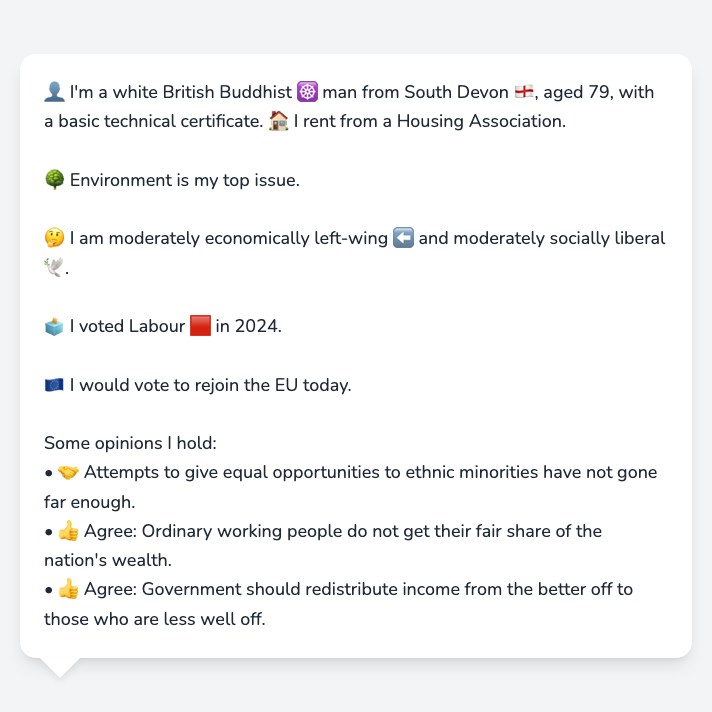 👤 I'm a white British Buddhist ☸️ man from South Devon 🏴󠁧󠁢󠁥󠁮󠁧󠁿, aged 79, with
a basic technical certificate. 🏠 I rent from a Housing Association.
🌳 Environment is my top issue.
🤔 I am moderately economically left-wing ⬅️ and moderately socially liberal
🕊️.
🗳️ I voted Labour 🟥 in 2024.
🇪🇺 I would vote to rejoin the EU today.
Some opinions I hold:
• 🤝 Attempts to give equal opportunities to ethnic minorities have not gone
far enough.
• 👍 Agree: Ordinary working people do not get their fair share of the
nation's wealth.
• 👍 Agree: Government should redistribute income from the better off to
those who are less well off.